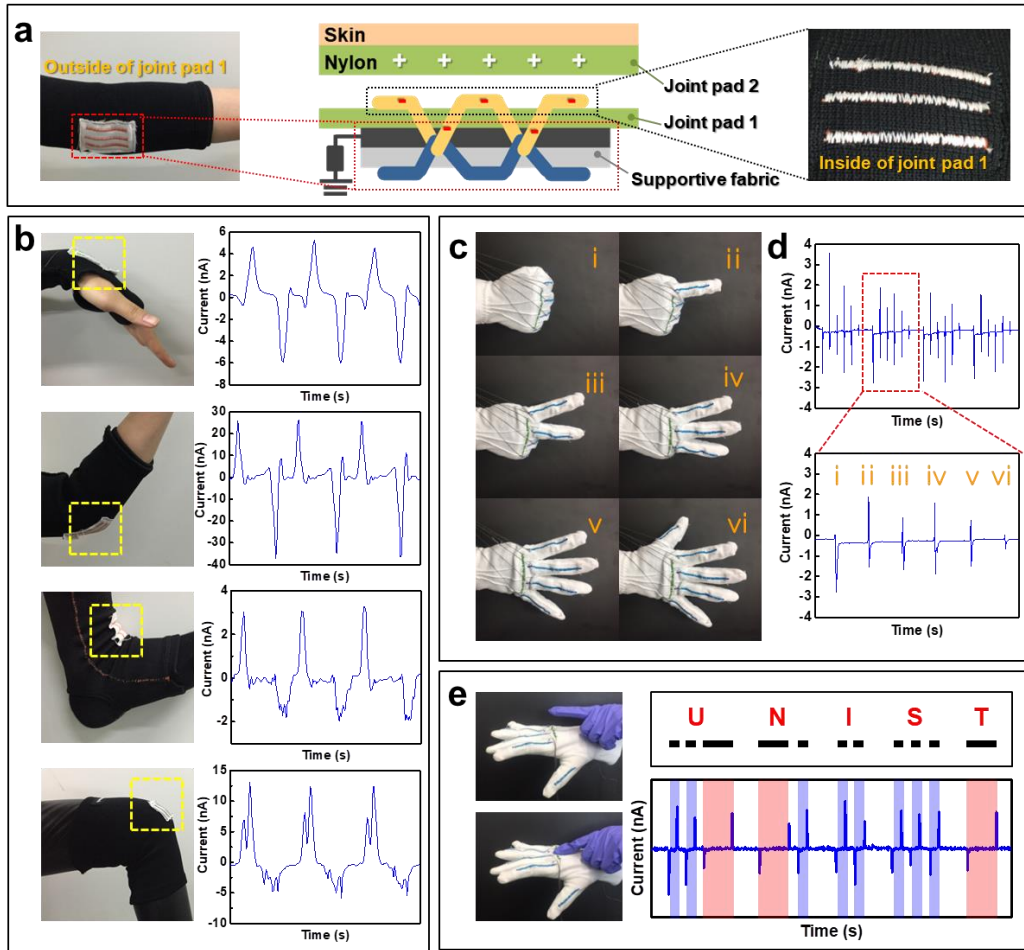 a
Outside of joint pad 1
Skin
Nylon + + + + +
Joint pad 2
Joint pad 1
Supportive fabric
Inside of joint pad 1
b
Current (nA)
6
4
2
0
-2
-4
-6
-8
Time (s)
Current (nA)
30
20
10
0
-10
-20
-30
-40
Time (s)
Current (nA)
4
2
0
-2
Time (s)
Current (nA)
15
10
5
0
-5
-10
Time (s)
c
i
ii
iii
iv
v
vi
d
Current (nA)
4
3
2
1
0
-1
-2
-3
-4
Time (s)
Current (nA)
4
3
2
1
0
-1
-2
-3
-4
i ii iii iv v vi
Time (s)
e
U N I S T
Current (nA)
Time (s)